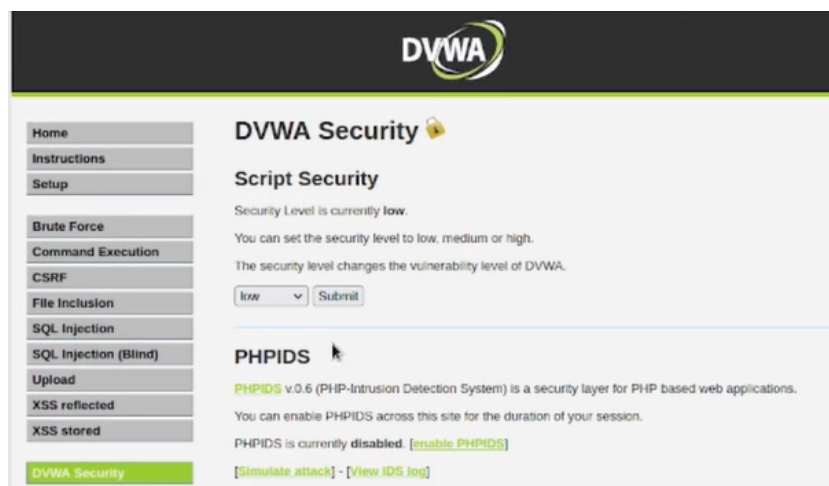 DVWA
Home
Instructions
Setup
Brute Force
Command Execution
CSRF
File Inclusion
SQL Injection
SQL Injection (Blind)
Upload
XSS reflected
XSS stored
DVWA Security
DVWA Security
Script Security
Security Level is currently low.
You can set the security level to low, medium or high.
The security level changes the vulnerability level of DVWA.
low Submit
PHPIDS
PHPIDS v.0.6 (PHP-Intrusion Detection System) is a security layer for PHP based web applications.
You can enable PHPIDS across this site for the duration of your session.
PHPIDS is currently disabled. [enable PHPIDS]
[Simulate attack] - [View IDS log]